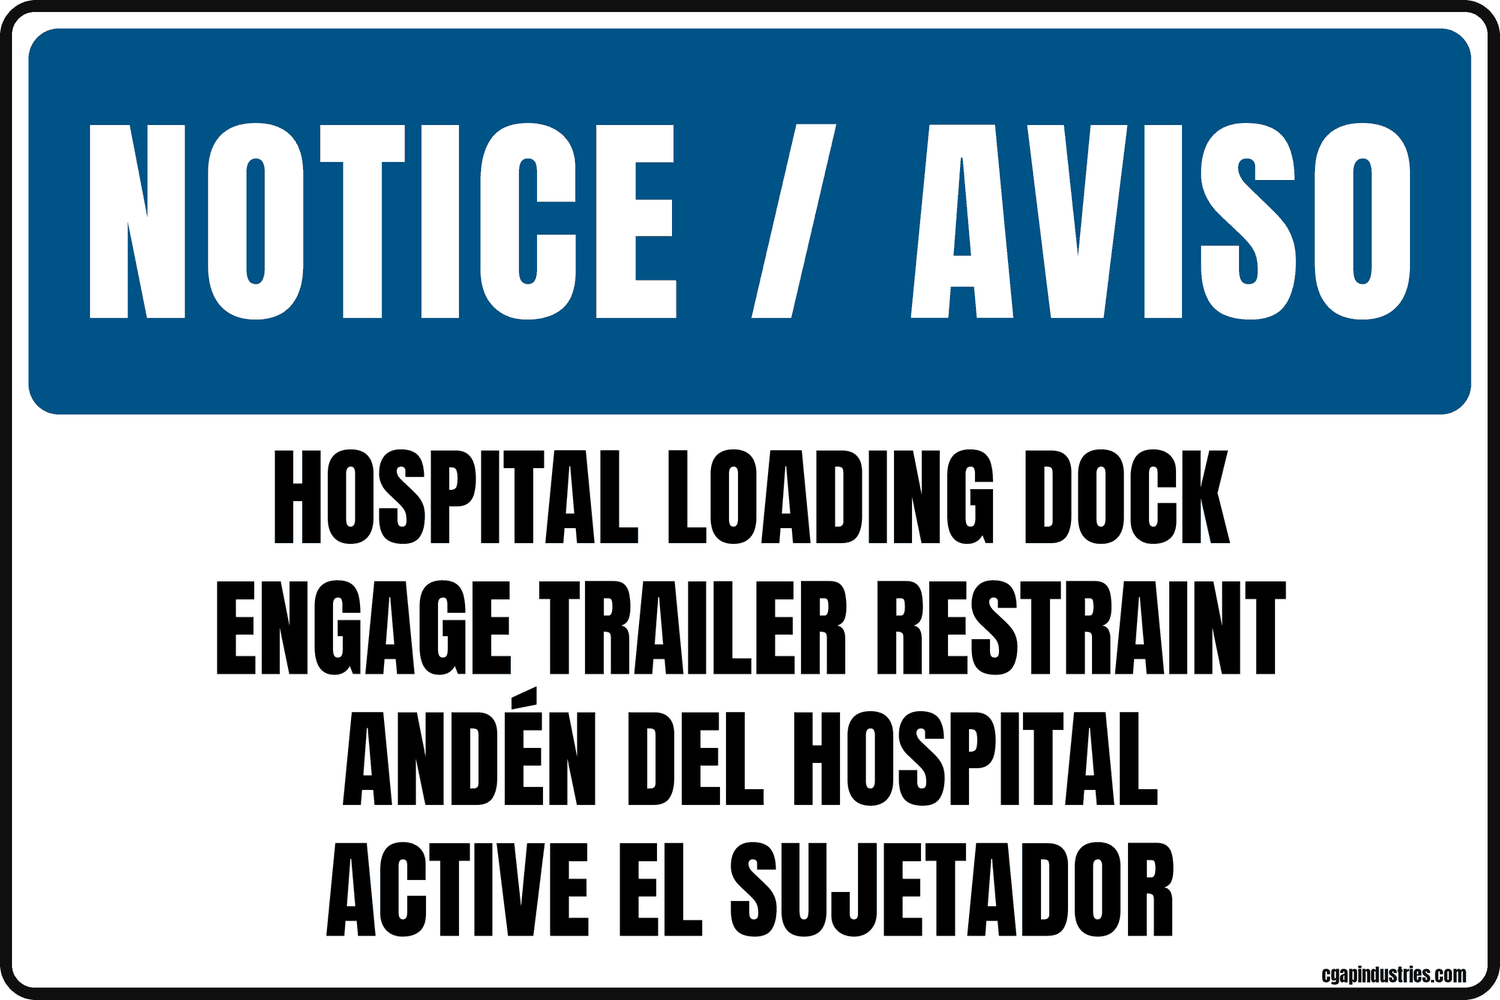 NOTICE / AVISO
HOSPITAL LOADING DOCK
ENGAGE TRAILER RESTRAINT
ANDÉN DEL HOSPITAL
ACTIVE EL SUJETADOR
cgapindustries.com